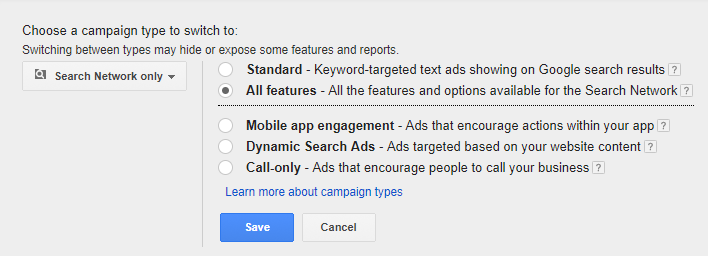 Choose a campaign type to switch to:
Switching between types may hide or expose some features and reports.
Search Network only
Standard - Keyword-targeted text ads showing on Google search results ?
All features - All the features and options available for the Search Network ?
Mobile app engagement - Ads that encourage actions within your app ?
Dynamic Search Ads - Ads targeted based on your website content ?
Call-only - Ads that encourage people to call your business ?
Learn more about campaign types
Save Cancel